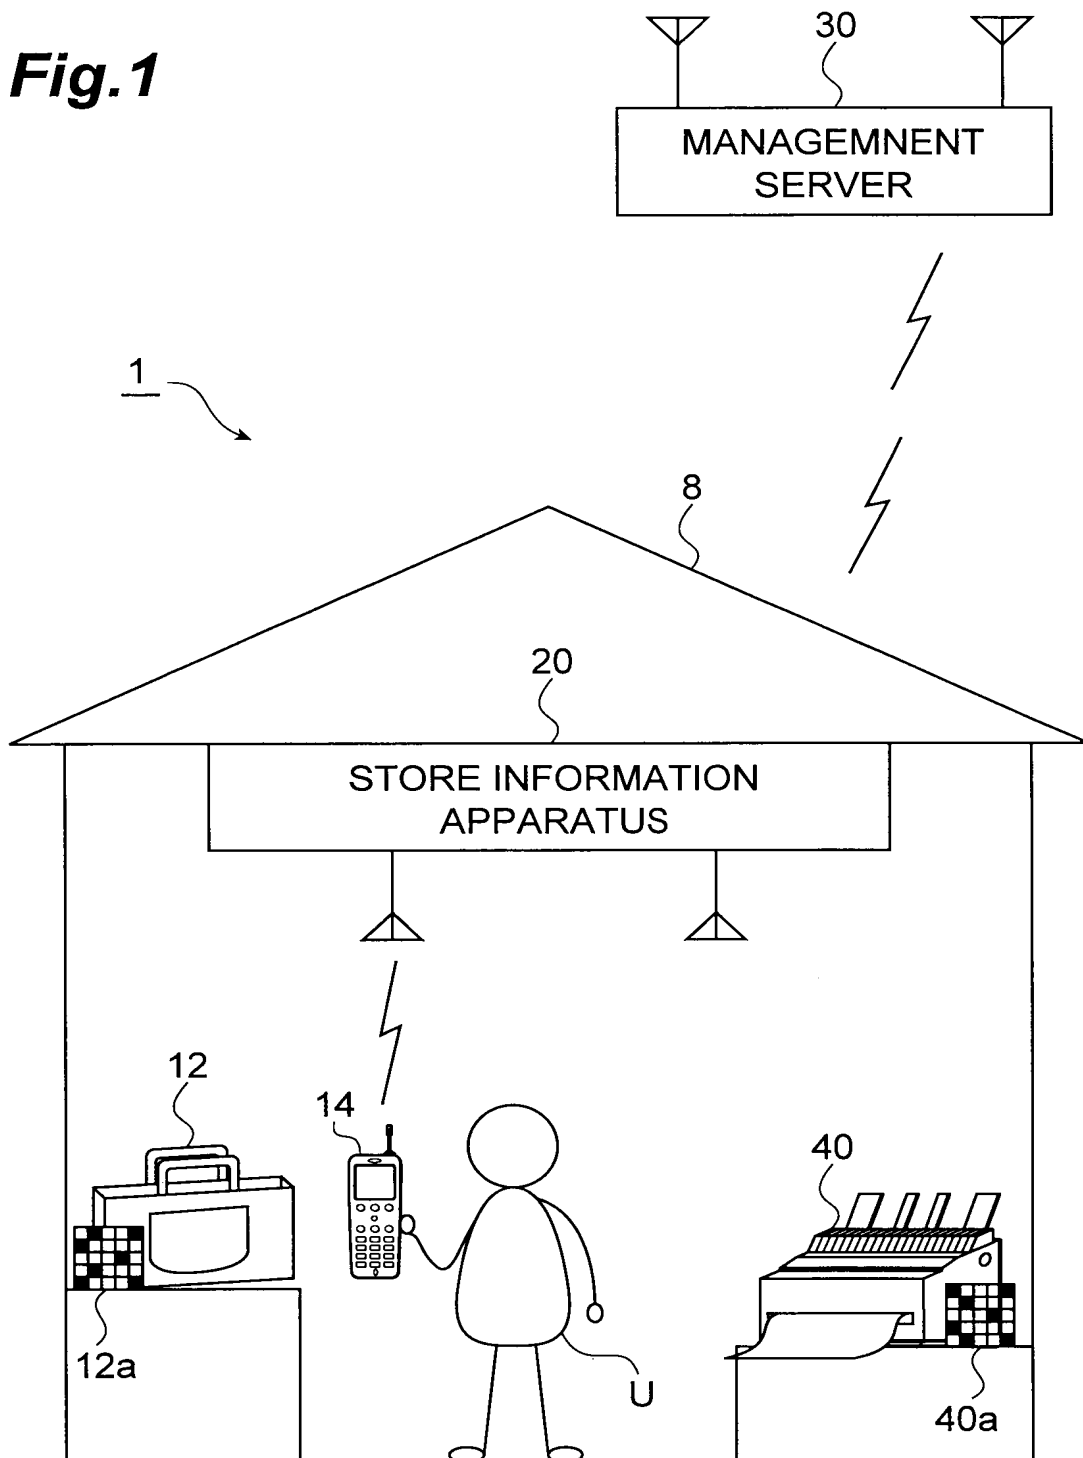 Fig.1
30
MANAGEMNENT
SERVER
1
8
20
STORE INFORMATION
APPARATUS
12
14
40
12a
U
40a